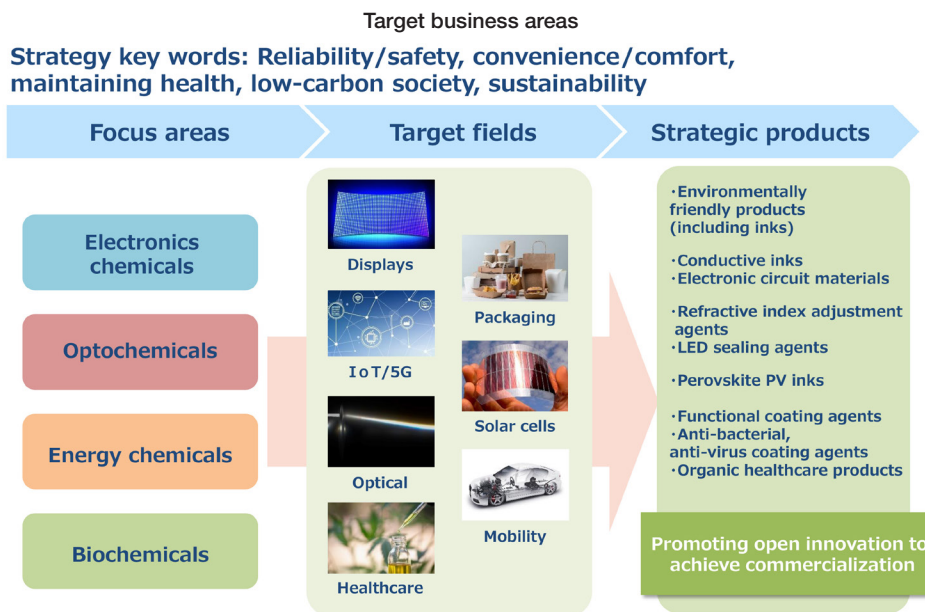 Target business areas
Strategy key words: Reliability/safety, convenience/comfort,
maintaining health, low-carbon society, sustainability
Focus areas
Target fields
Strategic products
Electronics
chemicals
Optochemicals
Energy chemicals
Biochemicals
Displays
IoT/5G
Optical
Healthcare
Packaging
Solar cells
Mobility
・Environmentally
friendly products
(including inks)
・Conductive inks
・Electronic circuit materials
・Refractive index adjustment
agents
・LED sealing agents
・Perovskite PV inks
・Functional coating agents
・Anti-bacterial,
anti-virus coating agents
・Organic healthcare products
Promoting open innovation to
achieve commercialization